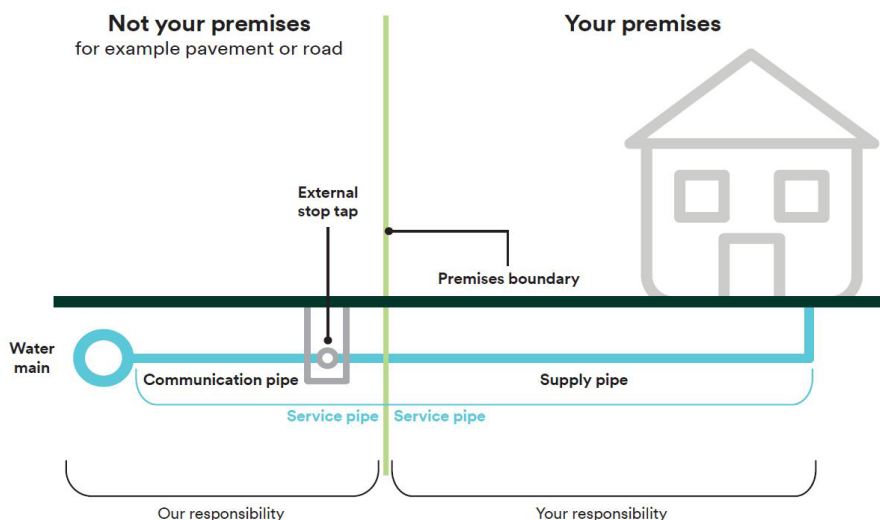 Not your premises
for example pavement or road
Your premises
External
stop tap
Premises boundary
Water
main
Communication pipe
Supply pipe
Service pipe
Service pipe
Our responsibility
Your responsibility